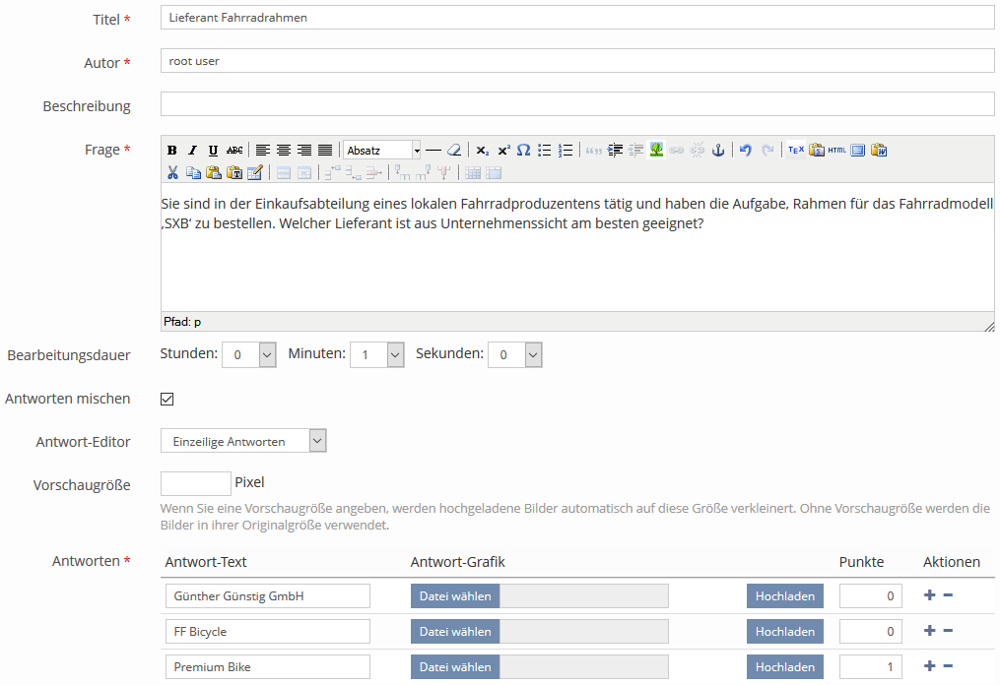 Titel * Lieferant Fahrradrahmen
Autor * root user
Beschreibung
Frage * B I U ABC Absatz x₂ x² Ω “ TEX HTML
Sie sind in der Einkaufsabteilung eines lokalen Fahrradproduzentens tätig und haben die Aufgabe, Rahmen für das Fahrradmodell
‚SXB‘ zu bestellen. Welcher Lieferant ist aus Unternehmenssicht am besten geeignet?
Pfad: p
Bearbeitungsdauer Stunden: 0 Minuten: 1 Sekunden: 0
Antworten mischen
Antwort-Editor Einzeilige Antworten
Vorschaugröße Pixel
Wenn Sie eine Vorschaugröße angeben, werden hochgeladene Bilder automatisch auf diese Größe verkleinert. Ohne Vorschaugröße werden die
Bilder in ihrer Originalgröße verwendet.
Antworten * Antwort-Text Antwort-Grafik Punkte Aktionen
Günther Günstig GmbH Datei wählen Hochladen 0 + −
FF Bicycle Datei wählen Hochladen 0 + −
Premium Bike Datei wählen Hochladen 1 + −